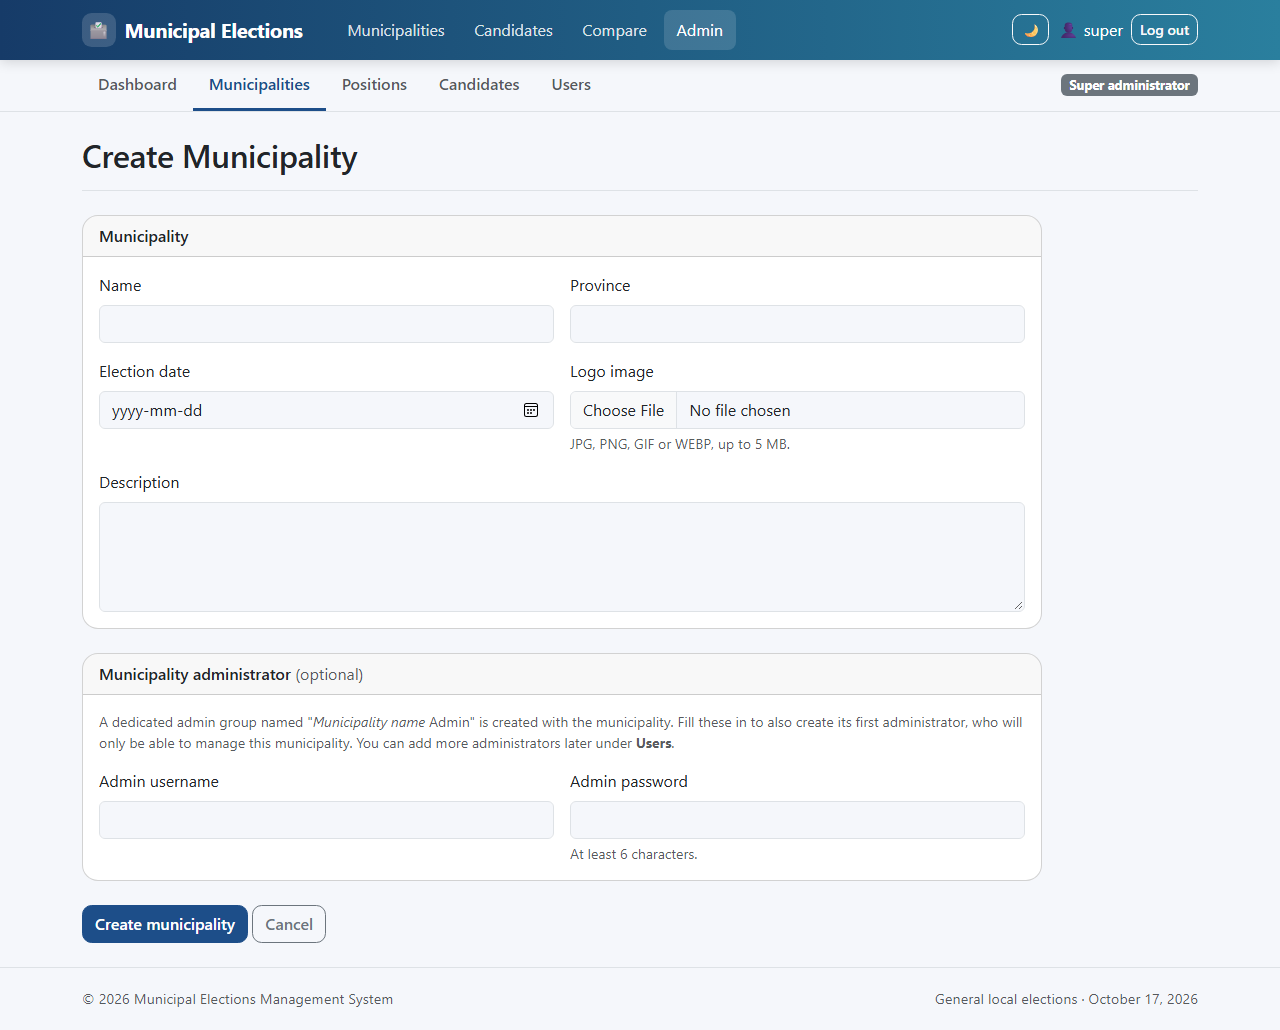 Municipal Elections
Municipalities
Candidates
Compare
Admin
super
Log out
Dashboard
Municipalities
Positions
Candidates
Users
Super administrator
Create Municipality
Municipality
Name
Province
Election date
Logo image
yyyy-mm-dd
Choose File
No file chosen
JPG, PNG, GIF or WEBP, up to 5 MB.
Description
Municipality administrator (optional)
A dedicated admin group named "Municipality name Admin" is created with the municipality. Fill these in to also create its first administrator, who will
only be able to manage this municipality. You can add more administrators later under Users.
Admin username
Admin password
At least 6 characters.
Create municipality
Cancel
© 2026 Municipal Elections Management System
General local elections · October 17, 2026